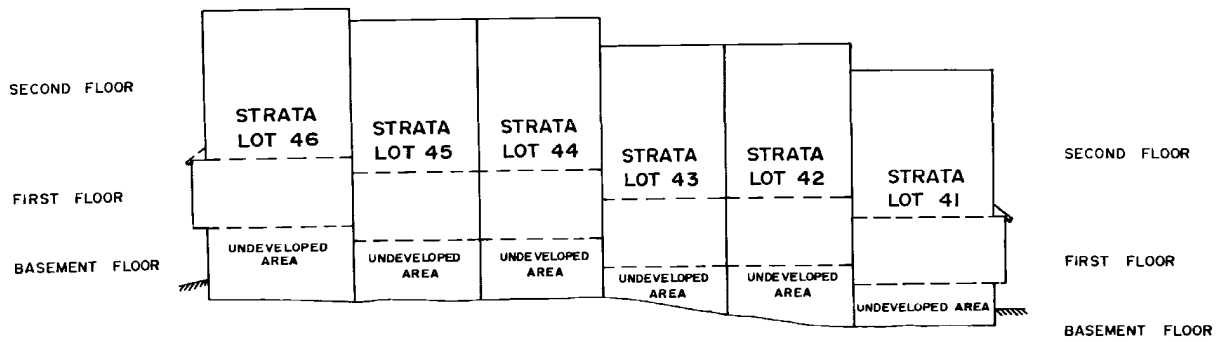 SECOND FLOOR
FIRST FLOOR
BASEMENT FLOOR
STRATA
LOT 46
UNDEVELOPED
AREA
STRATA
LOT 45
UNDEVELOPED
AREA
STRATA
LOT 44
UNDEVELOPED
AREA
STRATA
LOT 43
UNDEVELOPED
AREA
STRATA
LOT 42
UNDEVELOPED
AREA
STRATA
LOT 41
UNDEVELOPED AREA
SECOND FLOOR
FIRST FLOOR
BASEMENT FLOOR